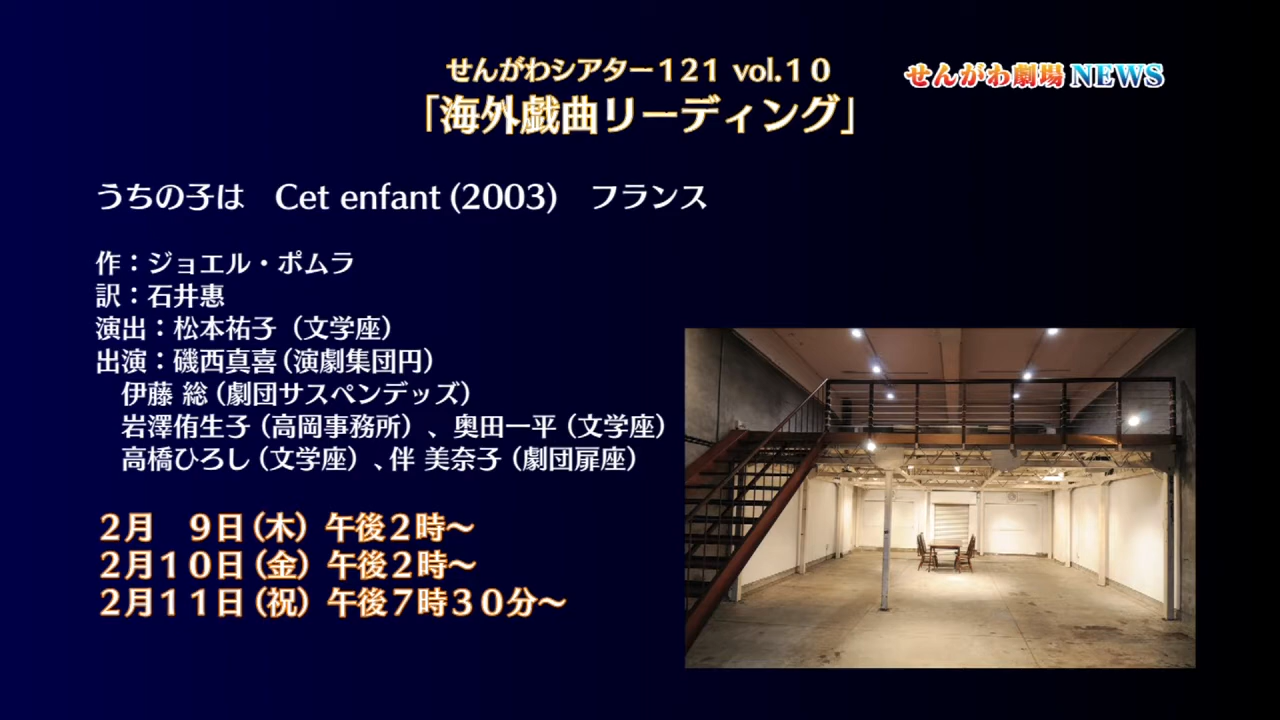 せんがわシアター121 vol.10
せんがわ劇場 NEWS
「海外戯曲リーディング」
うちの子は　Cet enfant (2003)　フランス
作：ジョエル・ポムラ
訳：石井惠
演出：松本祐子（文学座）
出演：磯西真喜（演劇集団円）
伊藤 総（劇団サスペンデッズ）
岩澤侑生子（高岡事務所）、奥田一平（文学座）
高橋ひろし（文学座）、伴 美奈子（劇団扉座）
２月　９日（木）午後２時～
２月１０日（金）午後２時～
２月１１日（祝）午後７時３０分～